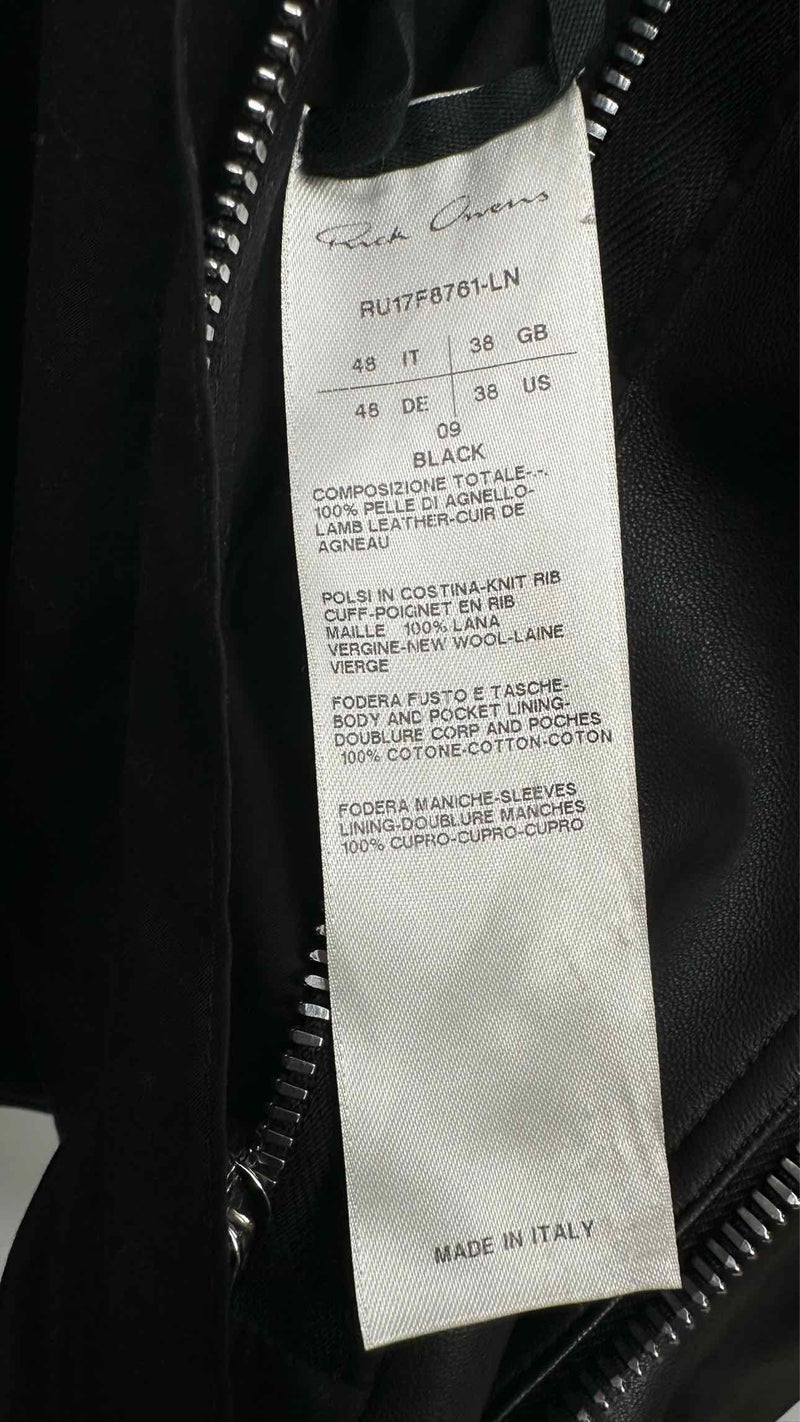 Rick Owens
RU17F8761-LN
48 IT 38 GB
48 DE 38 US
09
BLACK
COMPOSIZIONE TOTALE-.-.
100% PELLE DI AGNELLO-
LAMB LEATHER-CUIR DE
AGNEAU
POLSI IN COSTINA-KNIT RIB
CUFF-POIGNET EN RIB
MAILLE 100% LANA
VERGINE-NEW WOOL-LAINE
VIERGE
FODERA FUSTO E TASCHE-
BODY AND POCKET LINING-
DOUBLURE CORP AND POCHES
100% COTONE-COTTON-COTON
FODERA MANICHE-SLEEVES
LINING-DOUBLURE MANCHES
100% CUPRO-CUPRO-CUPRO
MADE IN ITALY